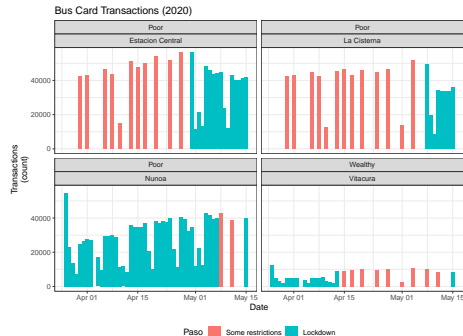 Bus Card Transactions (2020)
Poor
Poor
Estacion Central
La Cisterna
40000
20000
0
Poor
Wealthy
Nunoa
Vitacura
40000
20000
0
Apr 01
Apr 15
May 01
May 15
Apr 01
Apr 15
May 01
May 15
Transactions
(count)
Date
Paso
Some restrictions
Lockdown